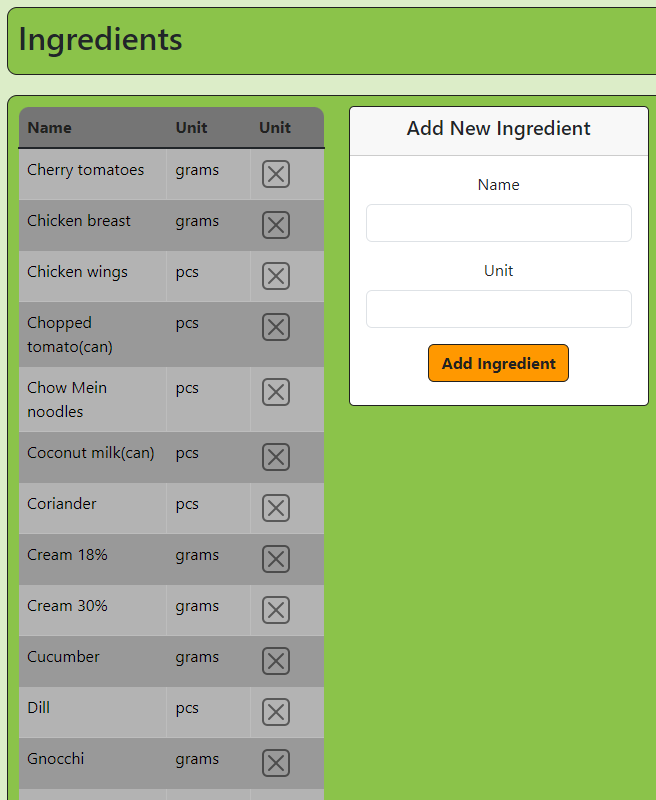 Ingredients
Name Unit Unit
Cherry tomatoes grams
Chicken breast grams
Chicken wings pcs
Chopped pcs
tomato(can)
Chow Mein pcs
noodles
Coconut milk(can) pcs
Coriander pcs
Cream 18% grams
Cream 30% grams
Cucumber grams
Dill pcs
Gnocchi grams
Add New Ingredient
Name
Unit
Add Ingredient